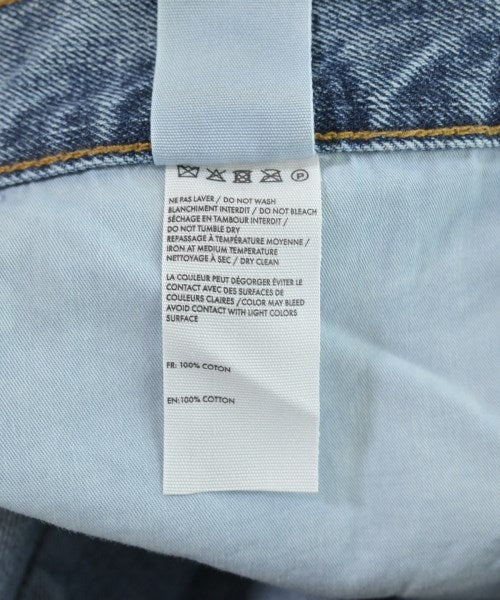 P
NE PAS LAVER / DO NOT WASH
BLANCHIMENT INTERDIT / DO NOT BLEACH
SÉCHAGE EN TAMBOUR INTERDIT /
DO NOT TUMBLE DRY
REPASSAGE À TEMPÉRATURE MOYENNE /
IRON AT MEDIUM TEMPERATURE
NETTOYAGE À SEC / DRY CLEAN
LA COULEUR PEUT DÉGORGER ÉVITER LE
CONTACT AVEC DES SURFACES DE
COULEURS CLAIRES /COLOR MAY BLEED
AVOID CONTACT WITH LIGHT COLORS
SURFACE
FR: 100% COTON
EN:100% COTTON